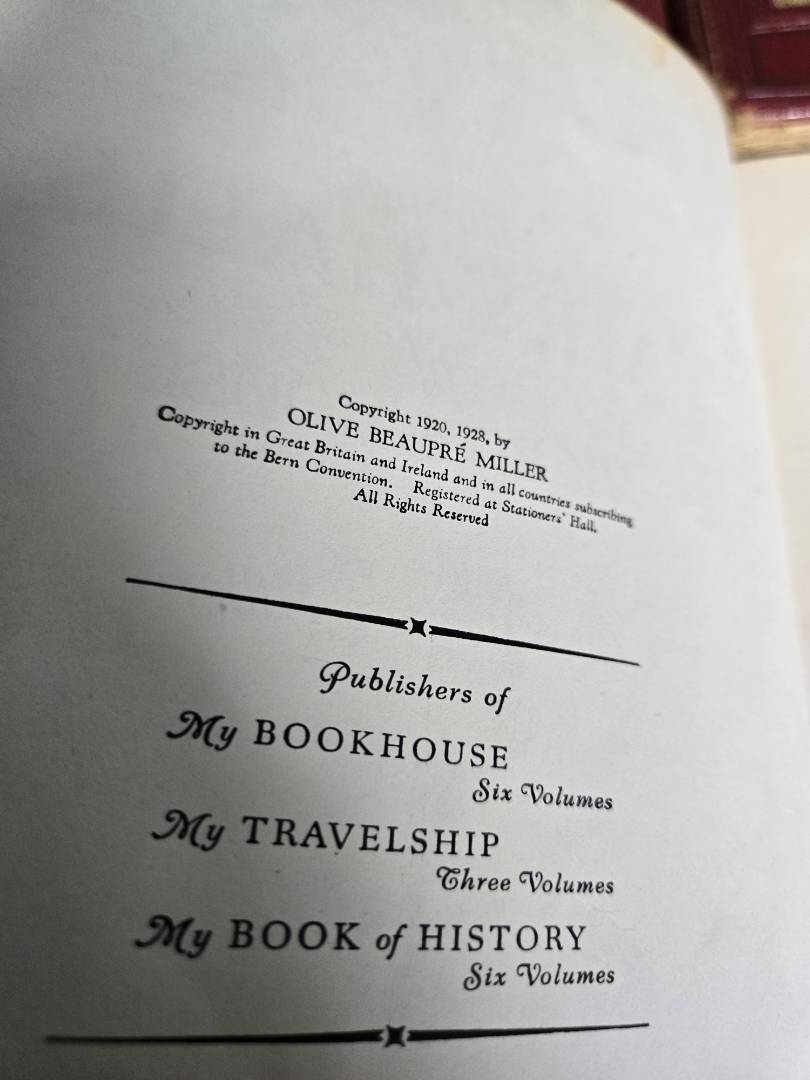 Copyright 1920, 1928, by
OLIVE BEAUPRÉ MILLER
Copyright in Great Britain and Ireland and in all countries subscribing
to the Bern Convention. Registered at Stationers' Hall.
All Rights Reserved
Publishers of
My BOOKHOUSE
Six Volumes
My TRAVELSHIP
Three Volumes
My BOOK of HISTORY
Six Volumes